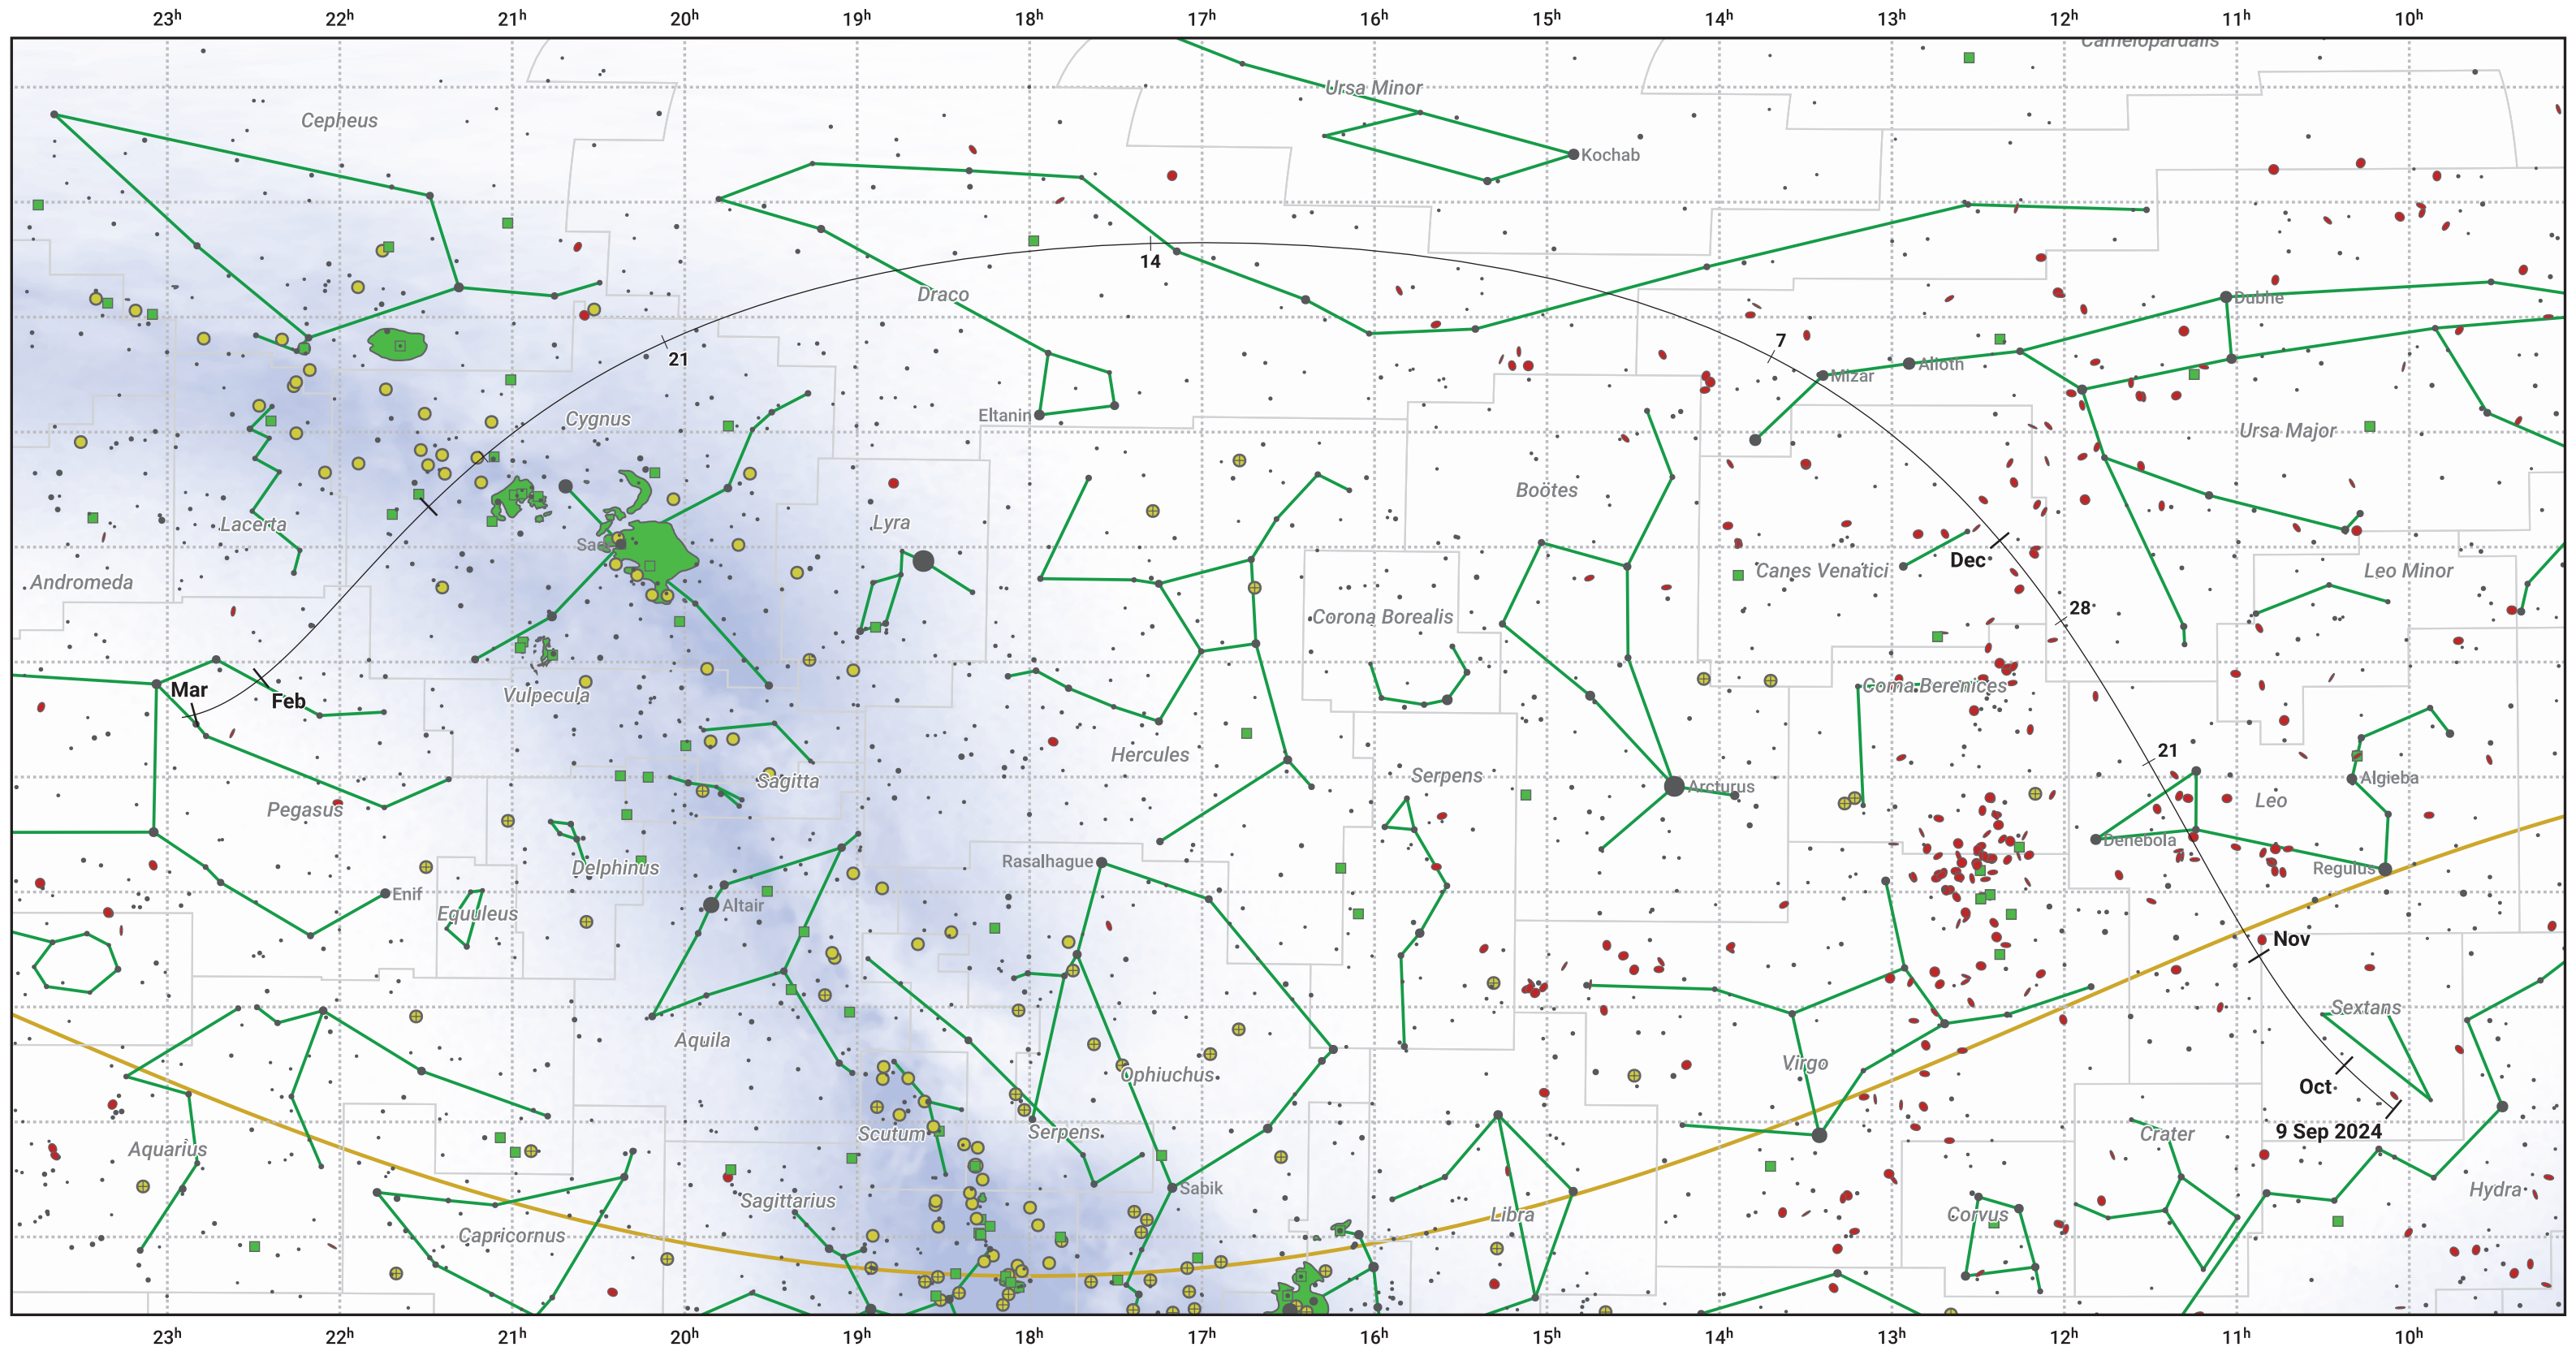 23h 22h 21h 20h 19h 18h 17h 16h 15h 14h 13h 12h 11h 10h
Camelopardalis
Ursa Minor
Cepheus
Kochab
14
Draco
Dubhe
7
21
Mizar
Alioth
Eltanin
Cygnus
Ursa Major
Boötes
Lyra
Lacerta
Sadr
Dec
Canes Venatici
Leo Minor
Andromeda
28
Corona Borealis
Mar
Feb
Vulpecula
Coma Berenices
21
Hercules
Serpens
Algieba
Sagitta
Arcturus
Leo
Pegasus
Denebola
Rasalhague
Regulus
Delphinus
Enif
Altair
Equuleus
Nov
Sextans
Aquila
Virgo
Ophiuchus
Oct
9 Sep 2024
Scutum
Serpens
Crater
Aquarius
Sabik
Hydra
Sagittarius
Libra
Corvus
Capricornus
23h 22h 21h 20h 19h 18h 17h 16h 15h 14h 13h 12h 11h 10h